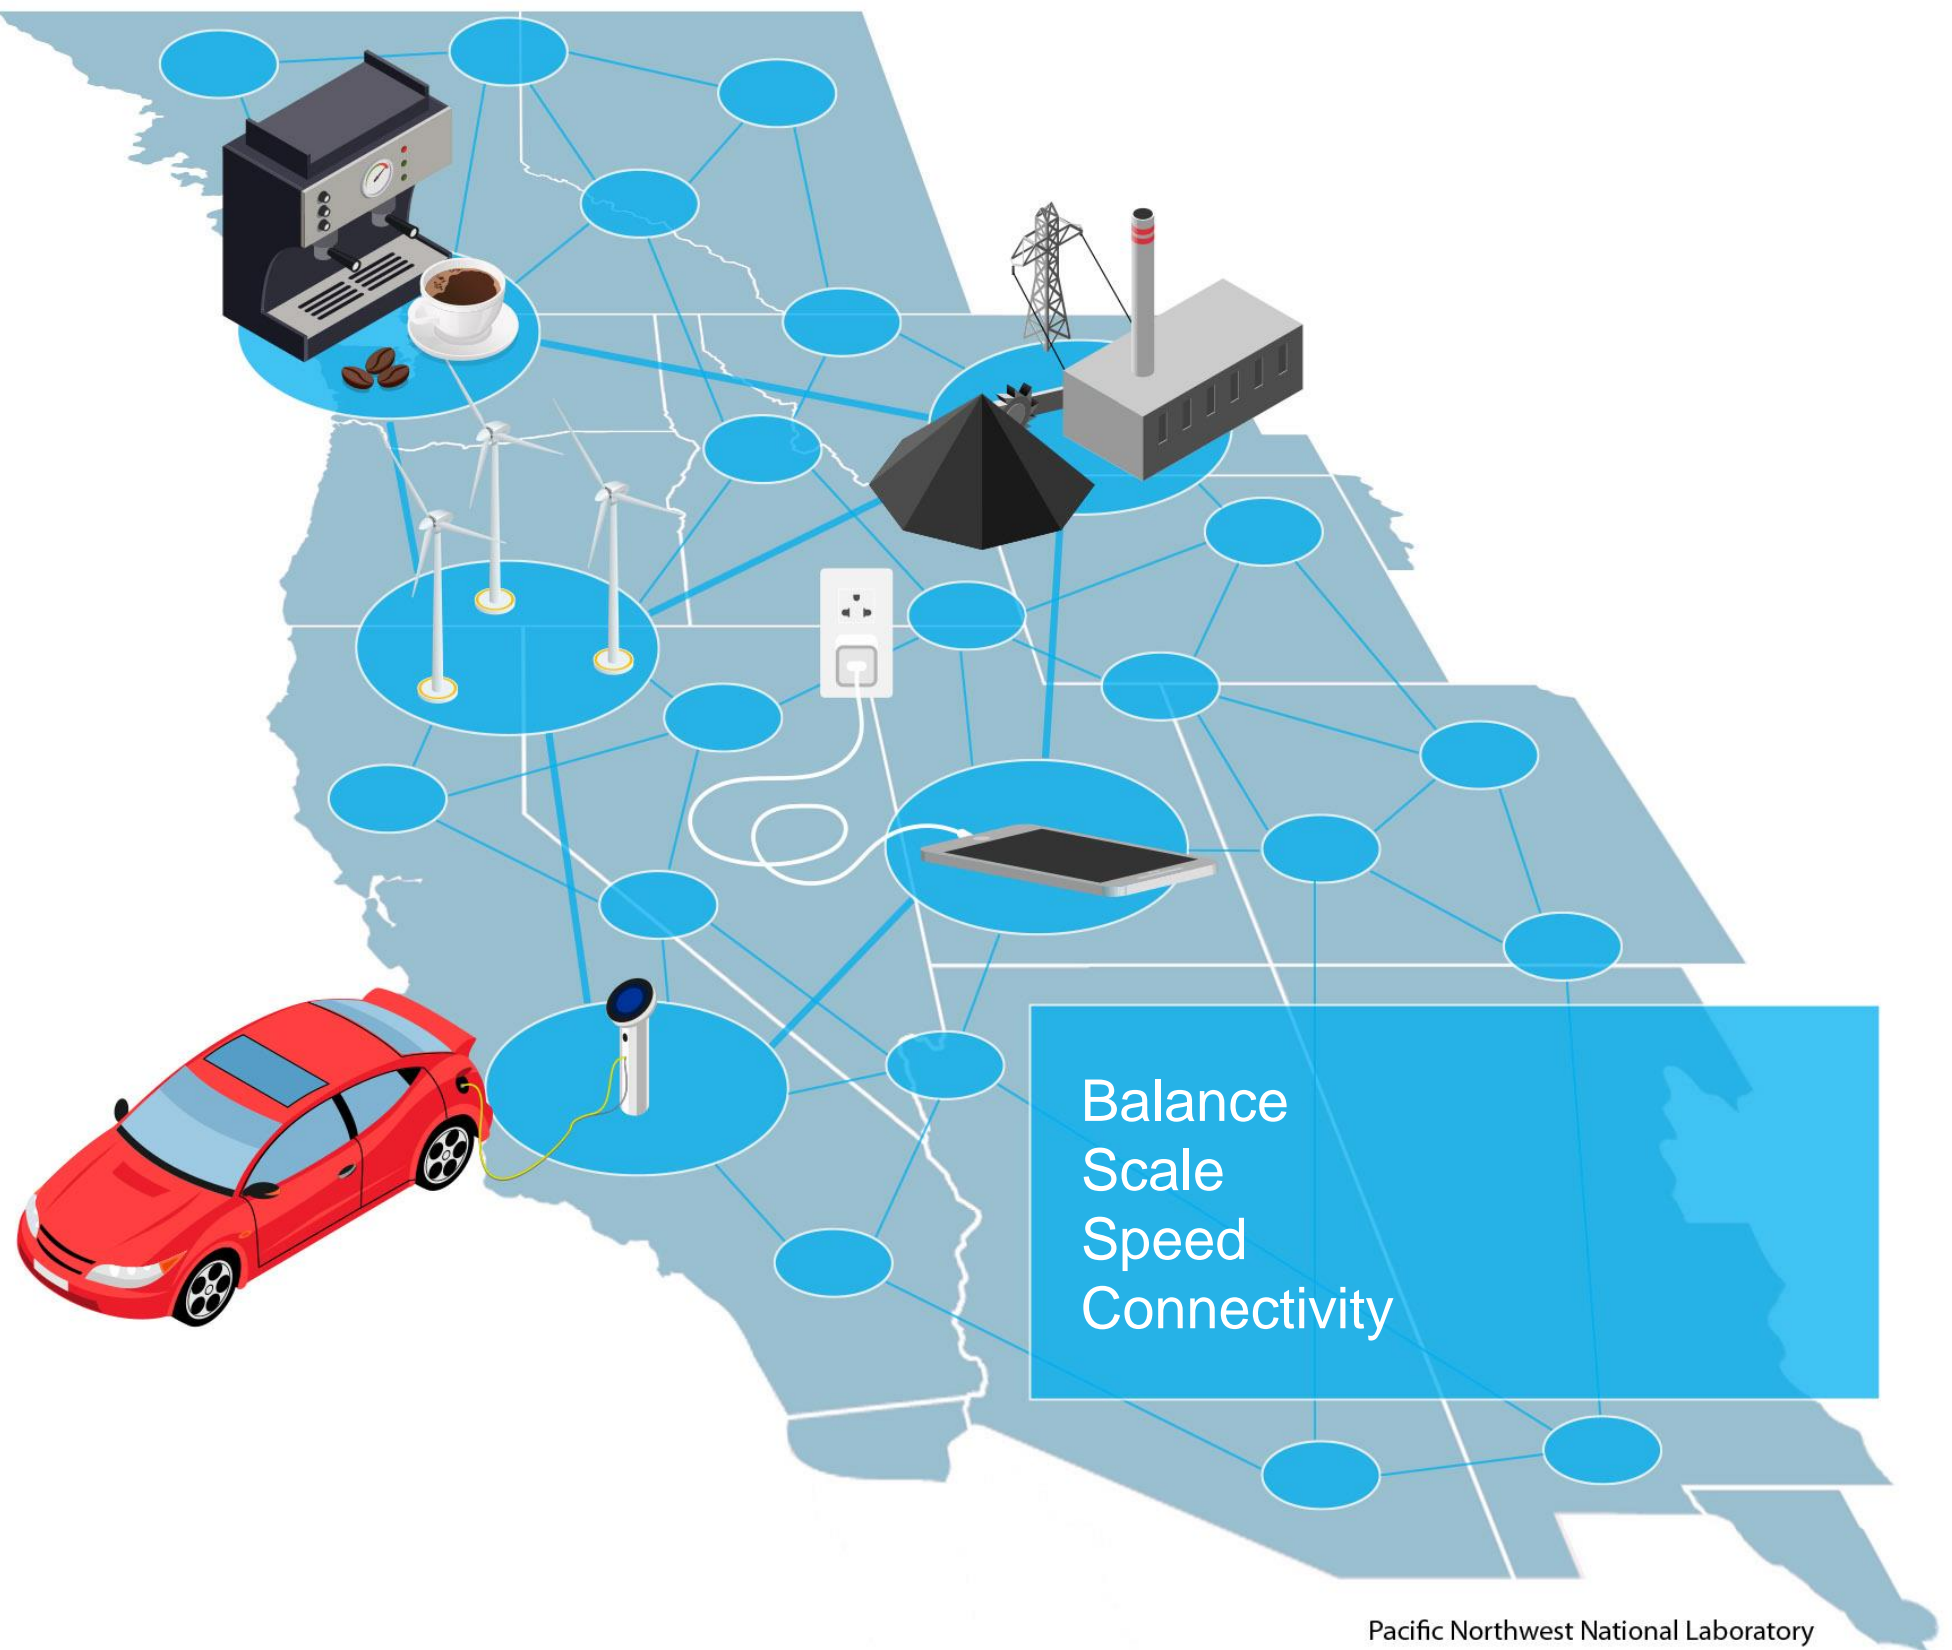 Balance
Scale
Speed
Connectivity
Pacific Northwest National Laboratory